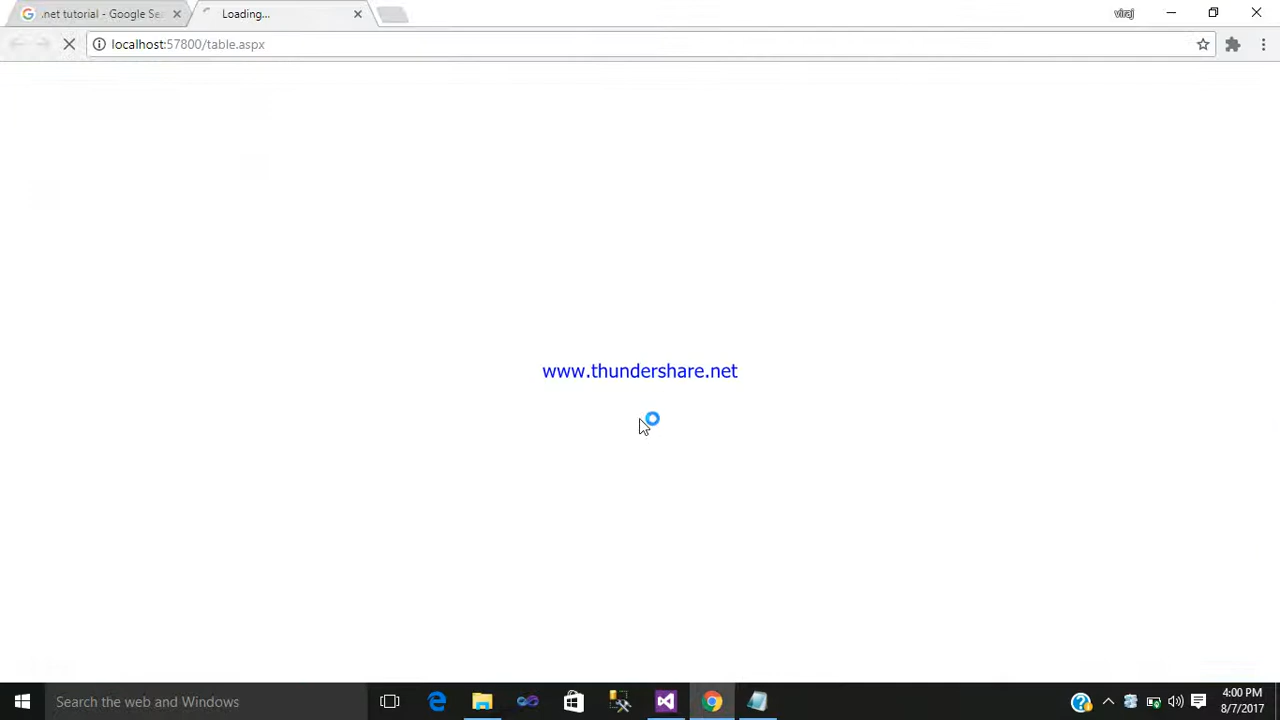 .net tutorial - Google Se
Loading...
viraj
localhost:57800/table.aspx
www.thundershare.net
Search the web and Windows
4:00 PM
8/7/2017